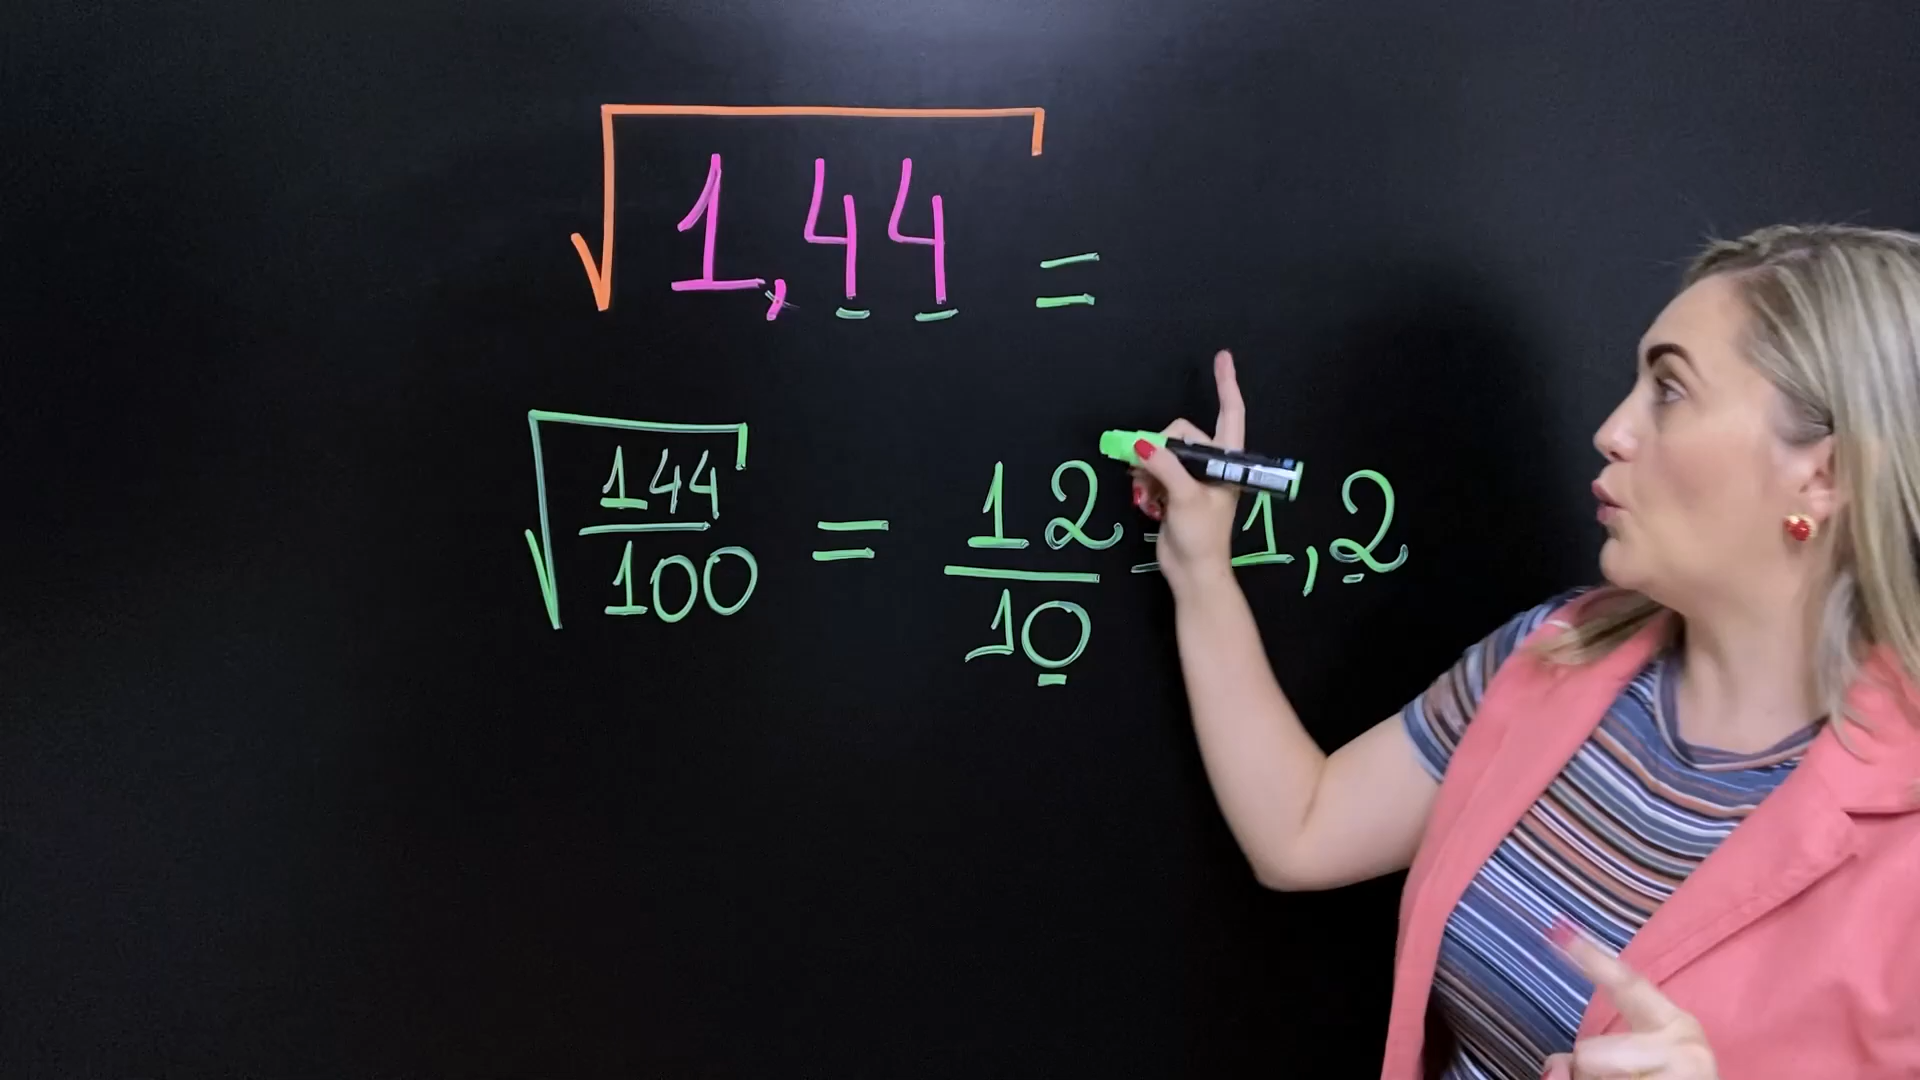 √1,44 =
√144/100 = 12/10 = 1,2